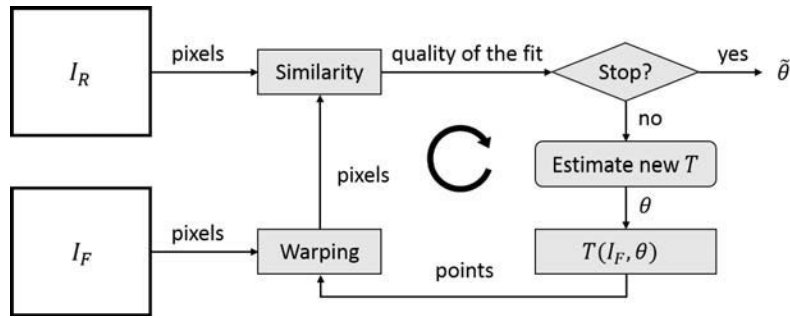 pixels
quality of the fit
yes
I_R
Similarity
Stop?
θ̃
no
pixels
Estimate new T
pixels
θ
I_F
Warping
T(I_F, θ)
points